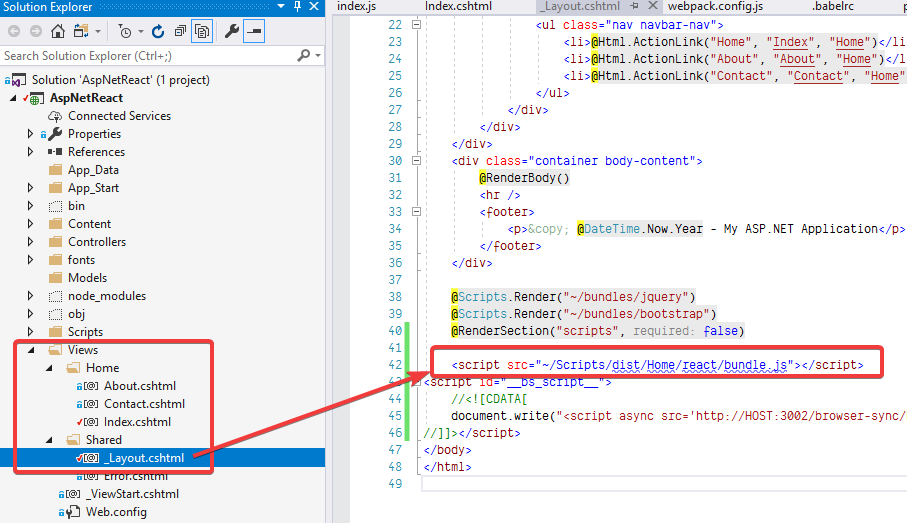 Solution Explorer
Search Solution Explorer (Ctrl+;)
Solution 'AspNetReact' (1 project)
AspNetReact
Connected Services
Properties
References
App_Data
App_Start
bin
Content
Controllers
fonts
Models
node_modules
obj
Scripts
Views
Home
About.cshtml
Contact.cshtml
Index.cshtml
Shared
_Layout.cshtml
Error.cshtml
_ViewStart.cshtml
Web.config
index.js Index.cshtml _Layout.cshtml webpack.config.js .babelrc p
22 <ul class="nav navbar-nav">
23 <li>@Html.ActionLink("Home", "Index", "Home")</li
24 <li>@Html.ActionLink("About", "About", "Home")</l
25 <li>@Html.ActionLink("Contact", "Contact", "Home"
26 </ul>
27 </div>
28 </div>
29 </div>
30 <div class="container body-content">
31 @RenderBody()
32 <hr />
33 <footer>
34 <p>&copy; @DateTime.Now.Year - My ASP.NET Application</p>
35 </footer>
36 </div>
37
38 @Scripts.Render("~/bundles/jquery")
39 @Scripts.Render("~/bundles/bootstrap")
40 @RenderSection("scripts", required: false)
41
42 <script src="~/Scripts/dist/Home/react/bundle.js"></script>
43 <script id="__bs_script__">
44 //<![CDATA[
45 document.write("<script async src='http://HOST:3002/browser-sync/
46 //]]></script>
47 </body>
48 </html>
49